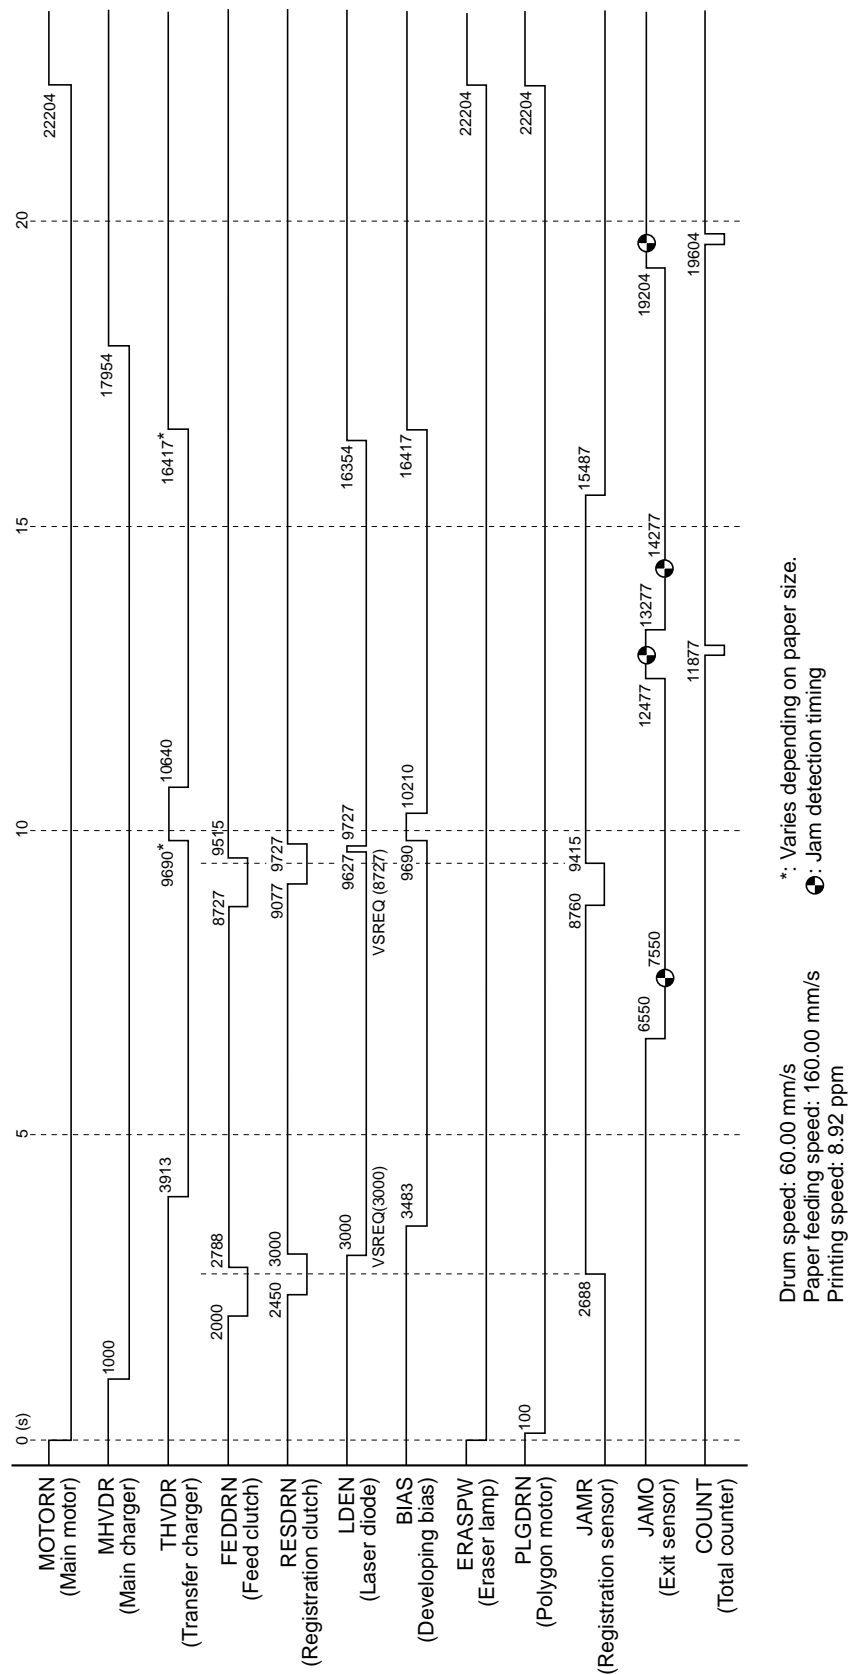 0 (s)
5
10
15
20
MOTORN
(Main motor)
22204
MHVDR
(Main charger)
1000
17954
THVDR
(Transfer charger)
3913
9690*
10640
16417*
FEDDRN
(Feed clutch)
2000
2788
8727
9515
RESDRN
(Registration clutch)
2450
3000
9077
9727
LDEN
(Laser diode)
3000
VSREQ(3000)
9627
9727
VSREQ (8727)
16354
BIAS
(Developing bias)
3483
9690
10210
16417
ERASPW
(Eraser lamp)
22204
PLGDRN
(Polygon motor)
100
22204
JAMR
(Registration sensor)
2688
8760
9415
15487
JAMO
(Exit sensor)
6550
7550
12477
13277
14277
19204
COUNT
(Total counter)
11877
19604
Drum speed: 60.00 mm/s
Paper feeding speed: 160.00 mm/s
Printing speed: 8.92 ppm
*: Varies depending on paper size.
: Jam detection timing